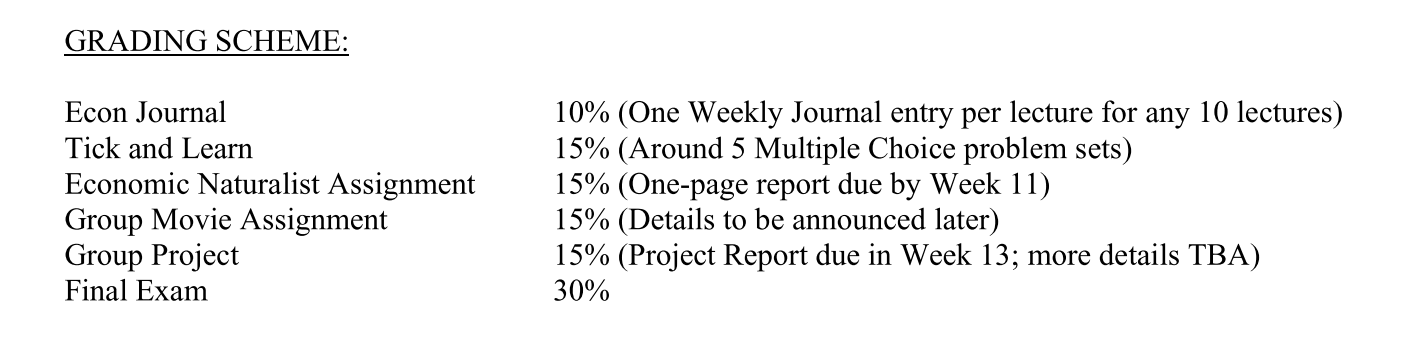 GRADING SCHEME:
Econ Journal 10% (One Weekly Journal entry per lecture for any 10 lectures)
Tick and Learn 15% (Around 5 Multiple Choice problem sets)
Economic Naturalist Assignment 15% (One-page report due by Week 11)
Group Movie Assignment 15% (Details to be announced later)
Group Project 15% (Project Report due in Week 13; more details TBA)
Final Exam 30%